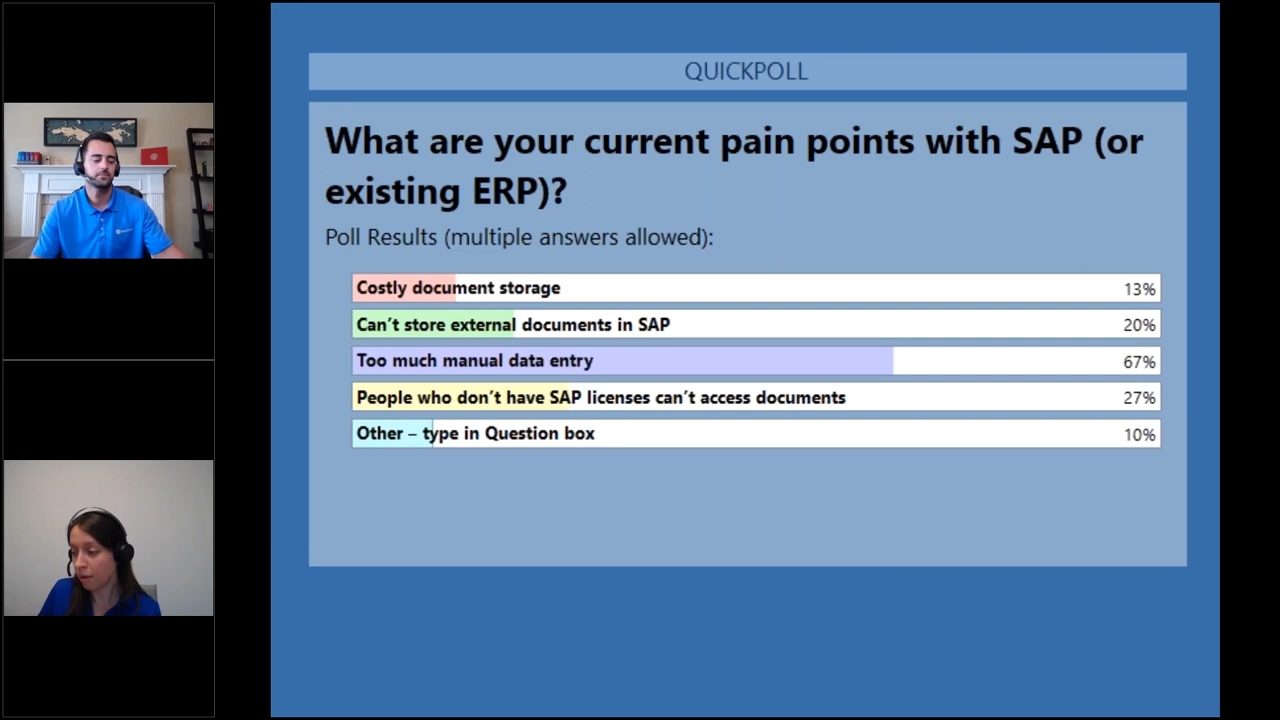 QUICKPOLL
What are your current pain points with SAP (or
existing ERP)?
Poll Results (multiple answers allowed):
Costly document storage 13%
Can't store external documents in SAP 20%
Too much manual data entry 67%
People who don't have SAP licenses can't access documents 27%
Other – type in Question box 10%